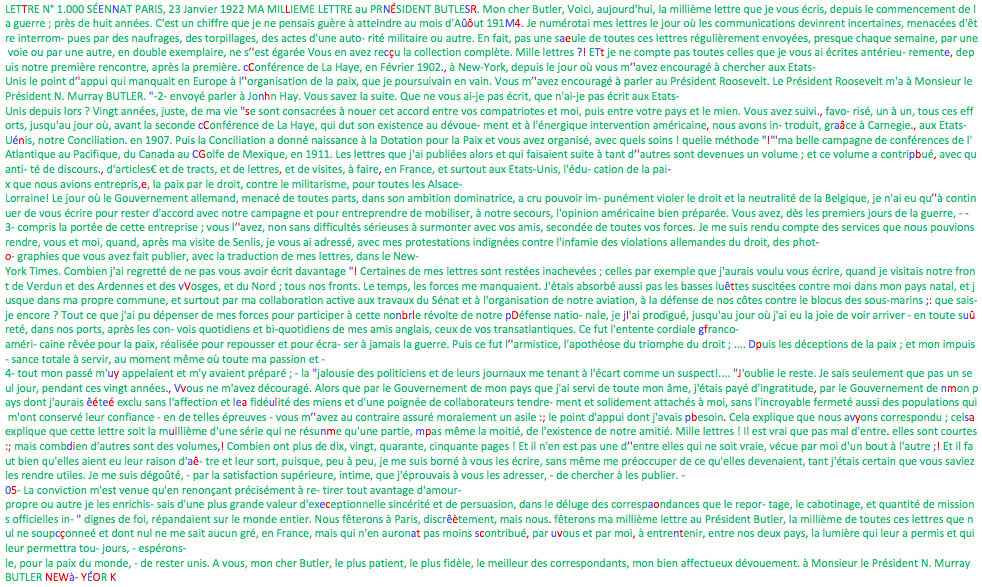 LETTRE N° 1.000 SÉENNAT PARIS, 23 Janvier 1922 MA MILLIEME LETTRE au PRNÉSIDENT BUTLESR. Mon cher Butler, Voici, aujourd'hui, la millième lettre que je vous écris, depuis le commencement de l
a guerre ; près de huit années. C'est un chiffre que je ne pensais guère à atteindre au mois d'Aûôut 191M4. Je numérotai mes lettres le jour où les communications devinrent incertaines, menacées d'êt
re interrom- pues par des naufrages, des torpillages, des actes d'une auto- rité militaire ou autre. En fait, pas une saeule de toutes ces lettres régulièrement envoyées, presque chaque semaine, par une
voie ou par une autre, en double exemplaire, ne s'"est égarée Vous en avez recçu la collection complète. Mille lettres ?! ETt je ne compte pas toutes celles que je vous ai écrites antérieu- remente, dep
uis notre première rencontre, après la première. cConférence de La Haye, en Février 1902., à New-York, depuis le jour où vous m'"avez encouragé à chercher aux Etats-
Unis le point d'"appui qui manquait en Europe à l'"organisation de la paix, que je poursuivais en vain. Vous m'"avez encouragé à parler au Président Roosevelt. Le Président Roosevelt m'a à Monsieur le
Président N. Murray BUTLER. "-2- envoyé parler à Jonhn Hay. Vous savez la suite. Que ne vous ai-je pas écrit, que n'ai-je pas écrit aux Etats-
Unis depuis lors ? Vingt années, juste, de ma vie "se sont consacrées à nouer cet accord entre vos compatriotes et moi, puis entre votre pays et le mien. Vous avez suivi., favo- risé, un à un, tous ces eff
orts, jusqu'au jour où, avant la seconde cConférence de La Haye, qui dut son existence au dévoue- ment et à l'énergique intervention américaine, nous avons in- troduit, graâce à Carnegie., aux Etats-
Uénis, notre Conciliation. en 1907. Puis la Conciliation a donné naissance à la Dotation pour la Paix et vous avez organisé, avec quels soins ! quelle méthode "!"'ma belle campagne de conférences de l'
Atlantique au Pacifique, du Canada au CGolfe de Mexique, en 1911. Les lettres que j'ai publiées alors et qui faisaient suite à tant d'"autres sont devenues un volume ; et ce volume a contripbué, avec qu
anti- té de discours., d'articles€ et de tracts, et de lettres, et de visites, à faire, en France, et surtout aux Etats-Unis, l'édu- cation de la pai-
x que nous avions entrepris,e, la paix par le droit, contre le militarisme, pour toutes les Alsace-
Lorraine! Le jour où le Gouvernement allemand, menacé de toutes parts, dans son ambition dominatrice, a cru pouvoir im- punément violer le droit et la neutralité de la Belgique, je n'ai eu qu'à contin
uer de vous écrire pour rester d'accord avec notre campagne et pour entreprendre de mobiliser, à notre secours, l'opinion américaine bien préparée. Vous avez, dès les premiers jours de la guerre, - -
3- compris la portée de cette entreprise ; vous l'"avez, non sans difficultés sérieuses à surmonter avec vos amis, secondée de toutes vos forces. Je me suis rendu compte des services que nous pouvions
rendre, vous et moi, quand, après ma visite de Senlls, je vous ai adressé, avec mes protestations indignées contre l'infamie des violations allemandes du droit, des phot-
o- graphies que vous avez fait publier, avec la traduction de mes lettres, dans le New-
York Times. Combien j'ai regretté de ne pas vous avoir écrit davantage "! Certaines de mes lettres sont restées inachevées ; celles par exemple que j'aurais voulu vous écrire, quand je visitais notre fron
t de Verdun et des Ardennes et des vVosges, et du Nord ; tous nos fronts. Le temps, les forces me manquaient. J'étais absorbé aussi pas les basses luêttes suscitées contre moi dans mon pays natal, et j
usque dans ma propre commune, et surtout par ma collaboration active aux travaux du Sénat et à l'organisation de notre aviation, à la défense de nos côtes contre le blocus des sous-marins ;: que sais-
je encore ? Tout ce que j'ai pu dépenser de mes forces pour participer à cette nonbrle révolte de notre pDéfense natio- nale, je jl'ai prodigué, jusqu'au jour où j'ai eu la joie de voir arriver - en toute suû
reté, dans nos ports, après les con- vois quotidiens et bi-quotidiens de mes amis anglais, ceux de vos transatlantiques. Ce fut l'entente cordiale gfranco-
améri- caine rêvée pour la paix, réalisée pour repousser et pour écra- ser à jamais la guerre. Puis ce fut l'"armistice, l'apothéose du triomphe du droit ; .... Dpuis les déceptions de la paix ; et mon impuis
- sance totale à servir, au moment même où toute ma passion et -
4- tout mon passé m'uy appelaient et m'y avaient préparé ; - la "jalousie des politiciens et de leurs journaux me tenant à l'écart comme un suspect!.... "J'oublie le reste. Je sais seulement que pas un se
ul jour, pendant ces vingt années., Vvous ne m'avez découragé. Alors que par le Gouvernement de mon pays que j'ai servi de toute mon âme, j'étais payé d'ingratitude, par le Gouvernement de nmon p
ays dont j'aurais êéteé exclu sans l'affection et lea fidéulité des miens et d'une poignée de collaborateurs tendre- ment et solidement attachés à moi, sans l'incroyable fermeté aussi des populations qui
m'ont conservé leur confiance - en de telles épreuves - vous m'"avez au contraire assuré moralement un asile :; le point d'appui dont j'avais pbesoin. Cela explique que nous avyons correspondu ; celsa
explique que cette lettre soit la muillième d'une série qui ne résunme qu'une partie, mpas même la moitié, de l'existence de notre amitié. Mille lettres ! Il est vrai que pas mal d'entre. elles sont courtes
:; mais combdien d'autres sont des volumes,! Combien ont plus de dix, vingt, quarante, cinquante pages ! Et il n'en est pas une d'"entre elles qui ne soit vraie, vécue par moi d'un bout à l'autre ;! Et il fa
ut bien qu'elles aient eu leur raison d'aê- tre et leur sort, puisque, peu à peu, je me suis borné à vous les écrire, sans même me préoccuper de ce qu'elles devenaient, tant j'étais certain que vous saviez
les rendre utiles. Je me suis dégoûté, - par la satisfaction supérieure, intime, que j'éprouvais à vous les adresser, - de chercher à les publier. -
05- La conviction m'est venue qu'en renonçant précisément à re- tirer tout avantage d'amour-
propre ou autre je les enrichis- sais d'une plus grande valeur d'execeptionnelle sincérité et de persuasion, dans le déluge des correspaondances que le repor- tage, le cabotinage, et quantité de mission
s officielles in- " dignes de foi, répandaient sur le monde entier. Nous fêterons à Paris, discrêètement, mais nous. fêterons ma millième lettre au Président Butler, la millième de toutes ces lettres que n
ul ne soupcçonneé et dont nul ne me sait aucun gré, en France, mais qui n'en auronat pas moins scontribué, par uvous et par moi, à entrentenir, entre nos deux pays, la lumière qui leur a permis et qui
leur permettra tou- jours, - espérons-
le, pour la paix du monde, - de rester unis. A vous, mon cher Butler, le plus patient, le plus fidèle, le meilleur des correspondants, mon bien affectueux dévouement. à Monsieur le Président N. Murray
BUTLER NEWà- YÉOR K